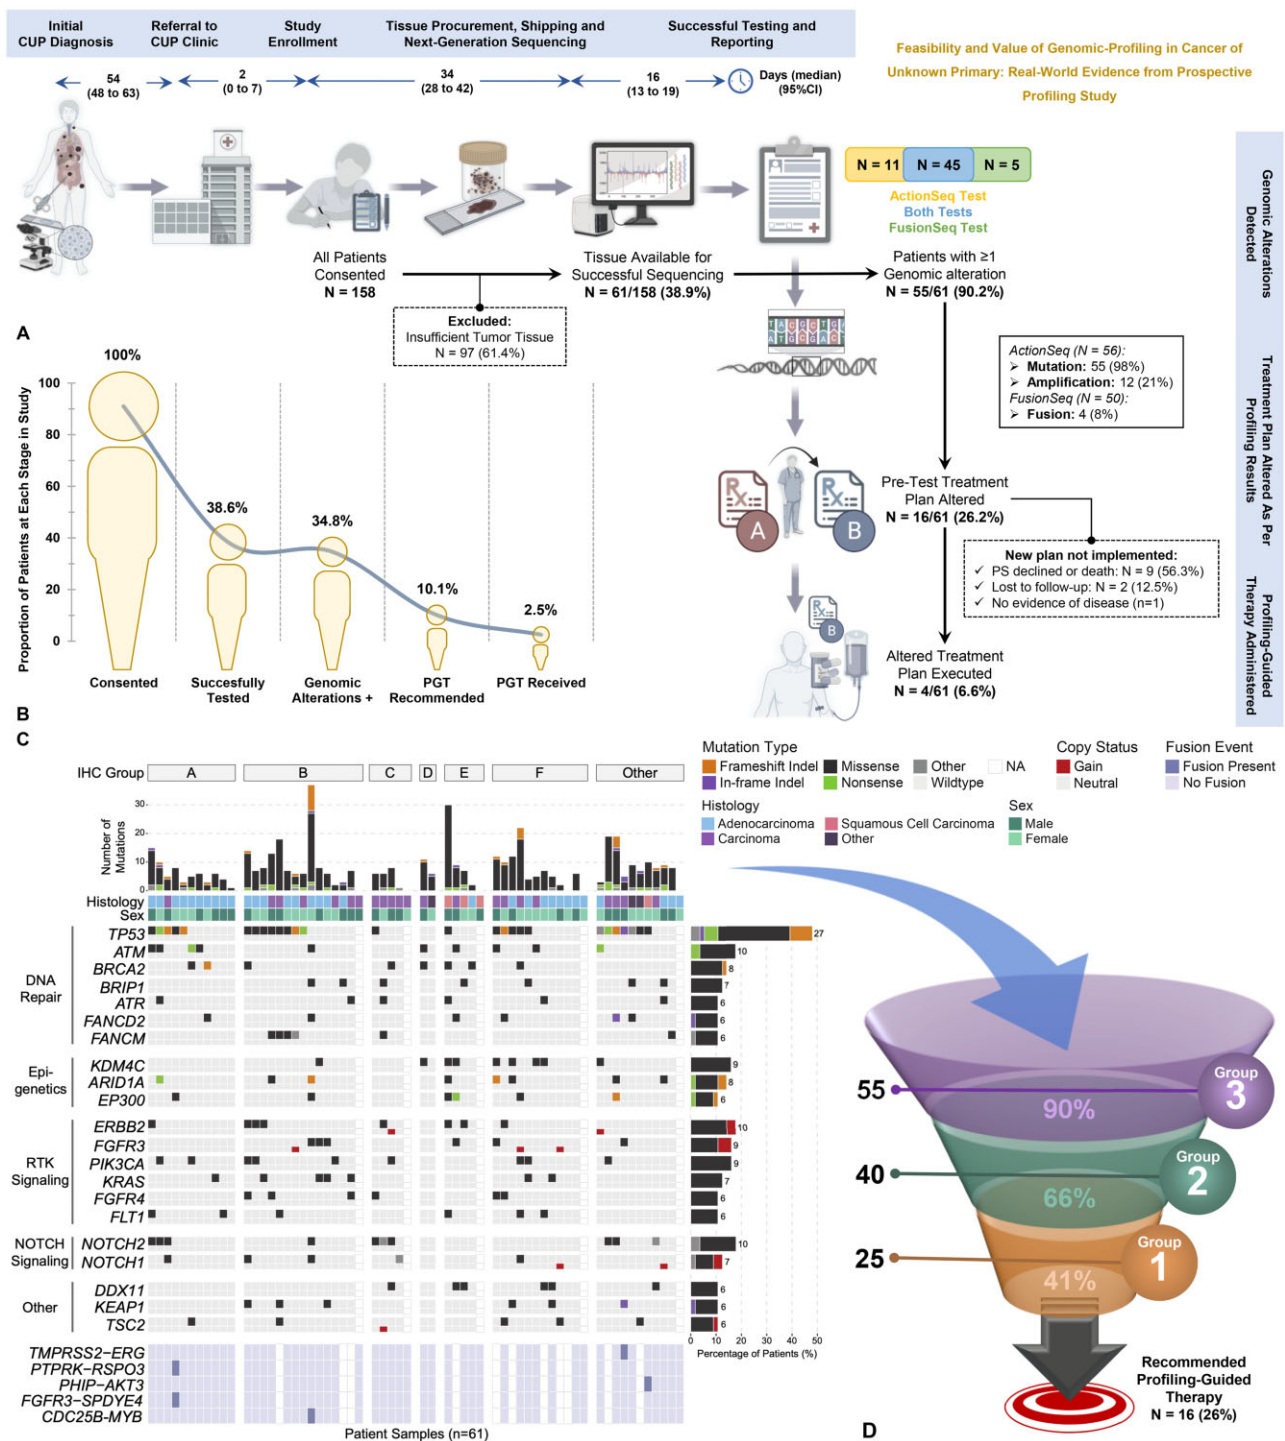 Initial
CUP Diagnosis
Referral to
CUP Clinic
Study
Enrollment
Tissue Procurement, Shipping and
Next-Generation Sequencing
Successful Testing and
Reporting
54
(48 to 63)
2
(0 to 7)
34
(28 to 42)
16
(13 to 19)
Days (median)
(95%CI)
Feasibility and Value of Genomic-Profiling in Cancer of
Unknown Primary: Real-World Evidence from Prospective
Profiling Study
N = 11
N = 45
N = 5
ActionSeq Test
Both Tests
FusionSeq Test
All Patients
Consented
N = 158
Tissue Available for
Successful Sequencing
N = 61/158 (38.9%)
Patients with ≥1
Genomic alteration
N = 55/61 (90.2%)
Excluded:
Insufficient Tumor Tissue
N = 97 (61.4%)
Genomic Alterations
Detected
Treatment Plan Altered As Per
Profiling Results
Profiling-Guided
Therapy Administered
T A C G C T G A
A T G C G A C T
ActionSeq (N = 56):
➢ Mutation: 55 (98%)
➢ Amplification: 12 (21%)
FusionSeq (N = 50):
➢ Fusion: 4 (8%)
Rx
A
Rx
B
Pre-Test Treatment
Plan Altered
N = 16/61 (26.2%)
New plan not implemented:
✓ PS declined or death: N = 9 (56.3%)
✓ Lost to follow-up: N = 2 (12.5%)
✓ No evidence of disease (n=1)
Rx
B
Altered Treatment
Plan Executed
N = 4/61 (6.6%)
A
Proportion of Patients at Each Stage in Study
100
80
60
40
20
0
100%
38.6%
34.8%
10.1%
2.5%
Consented
Succesfully
Tested
Genomic
Alterations +
PGT
Recommended
PGT Received
B
C
IHC Group
A
B
C
D
E
F
Other
Mutation Type
Frameshift Indel
Missense
Other
NA
In-frame Indel
Nonsense
Wildtype
Copy Status
Gain
Neutral
Fusion Event
Fusion Present
No Fusion
Histology
Adenocarcinoma
Squamous Cell Carcinoma
Carcinoma
Other
Sex
Male
Female
Number of
Mutations
30
20
10
0
Histology
Sex
DNA
Repair
TP53
27
ATM
10
BRCA2
8
BRIP1
7
ATR
6
FANCD2
6
FANCM
6
Epi-
genetics
KDM4C
9
ARID1A
8
EP300
6
RTK
Signaling
ERBB2
10
FGFR3
9
PIK3CA
9
KRAS
7
FGFR4
6
FLT1
6
NOTCH
Signaling
NOTCH2
10
NOTCH1
7
Other
DDX11
6
KEAP1
6
TSC2
6
0 10 20 30 40 50
Percentage of Patients (%)
TMPRSS2−ERG
PTPRK−RSPO3
PHIP−AKT3
FGFR3−SPDYE4
CDC25B-MYB
Patient Samples (n=61)
55
90%
Group
3
40
66%
Group
2
25
41%
Group
1
Recommended
Profiling-Guided
Therapy
N = 16 (26%)
D